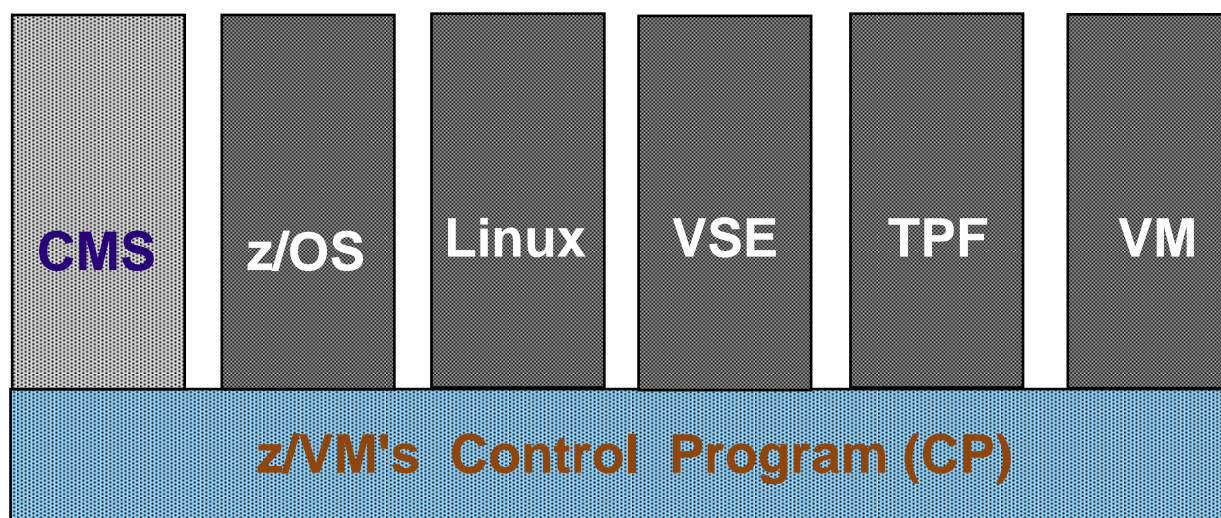 CMS
z/OS
Linux
VSE
TPF
VM
z/VM's Control Program (CP)